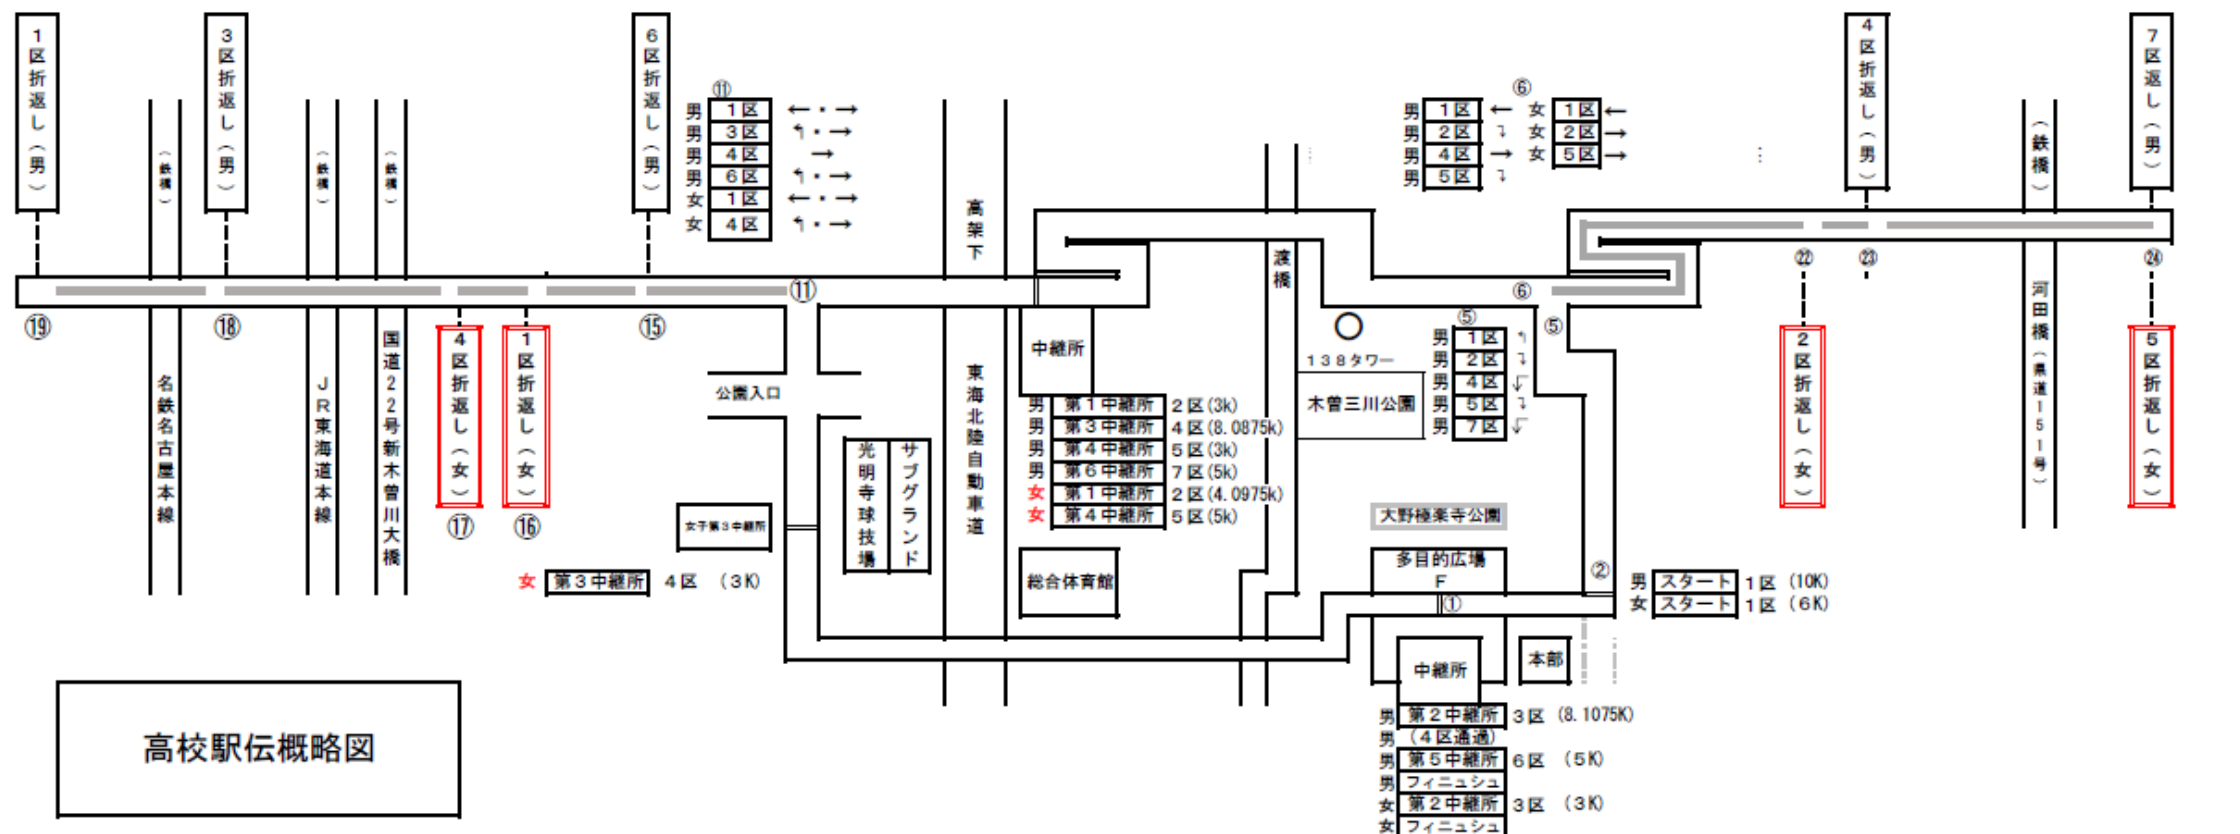 1区折返し（男）
3区折返し（男）
6区折返し（男）
4区折返し（男）
7区返し（男）
⑪
男 1区 ←・→
男 3区 ↰・→
男 4区 →
男 6区 ↰・→
女 1区 ←・→
女 4区 ↰・→
⑥
男 1区 ← 女 1区 ←
男 2区 ↴ 女 2区 →
男 4区 → 女 5区 →
男 5区 ↴
（鉄橋）
（鉄橋）
（鉄橋）
（鉄橋）
高架下
渡橋
⑪
⑥
㉒
㉓
㉔
⑲
⑱
⑮
⑤
名鉄名古屋本線
JR東海道本線
国道22号新木曽川大橋
4区折返し（女）
⑰
1区折返し（女）
⑯
公園入口
東海北陸自動車道
中継所
男 第1中継所 2区(3k)
男 第3中継所 4区(8.0875k)
男 第4中継所 5区(3k)
男 第6中継所 7区(5k)
女 第1中継所 2区(4.0975k)
女 第4中継所 5区(5k)
138タワー
木曽三川公園
⑤
男 1区 ↰
男 2区 ↴
男 4区
男 5区 ↴
男 7区
2区折返し（女）
5区折返し（女）
河田橋（県道151号）
光明寺球技場
サブグランド
女子第3中継所
女 第3中継所 4区 （3K）
総合体育館
大野極楽寺公園
多目的広場
F
①
②
男 スタート 1区 (10K)
女 スタート 1区 (6K)
中継所
本部
男 第2中継所 3区 (8.1075K)
男 (4区通過)
男 第5中継所 6区 (5K)
男 フィニュシュ
女 第2中継所 3区 (3K)
女 フィニュシュ
高校駅伝概略図